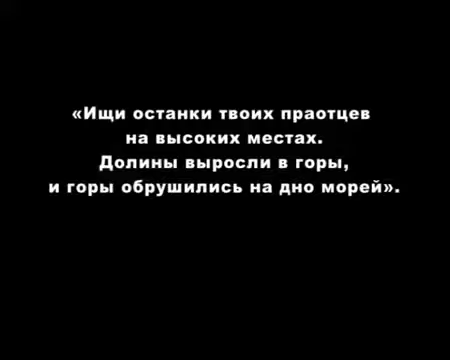 «Ищи останки твоих праотцев
на высоких местах.
Долины выросли в горы,
и горы обрушились на дно морей».